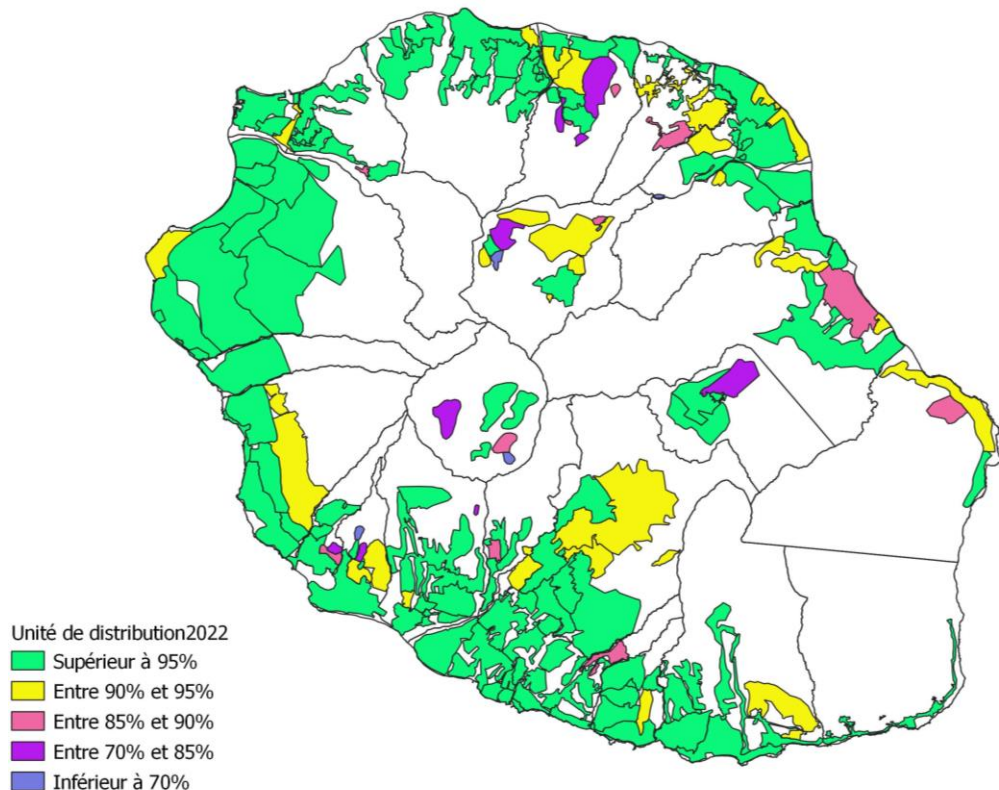 Unité de distribution2022
Supérieur à 95%
Entre 90% et 95%
Entre 85% et 90%
Entre 70% et 85%
Inférieur à 70%